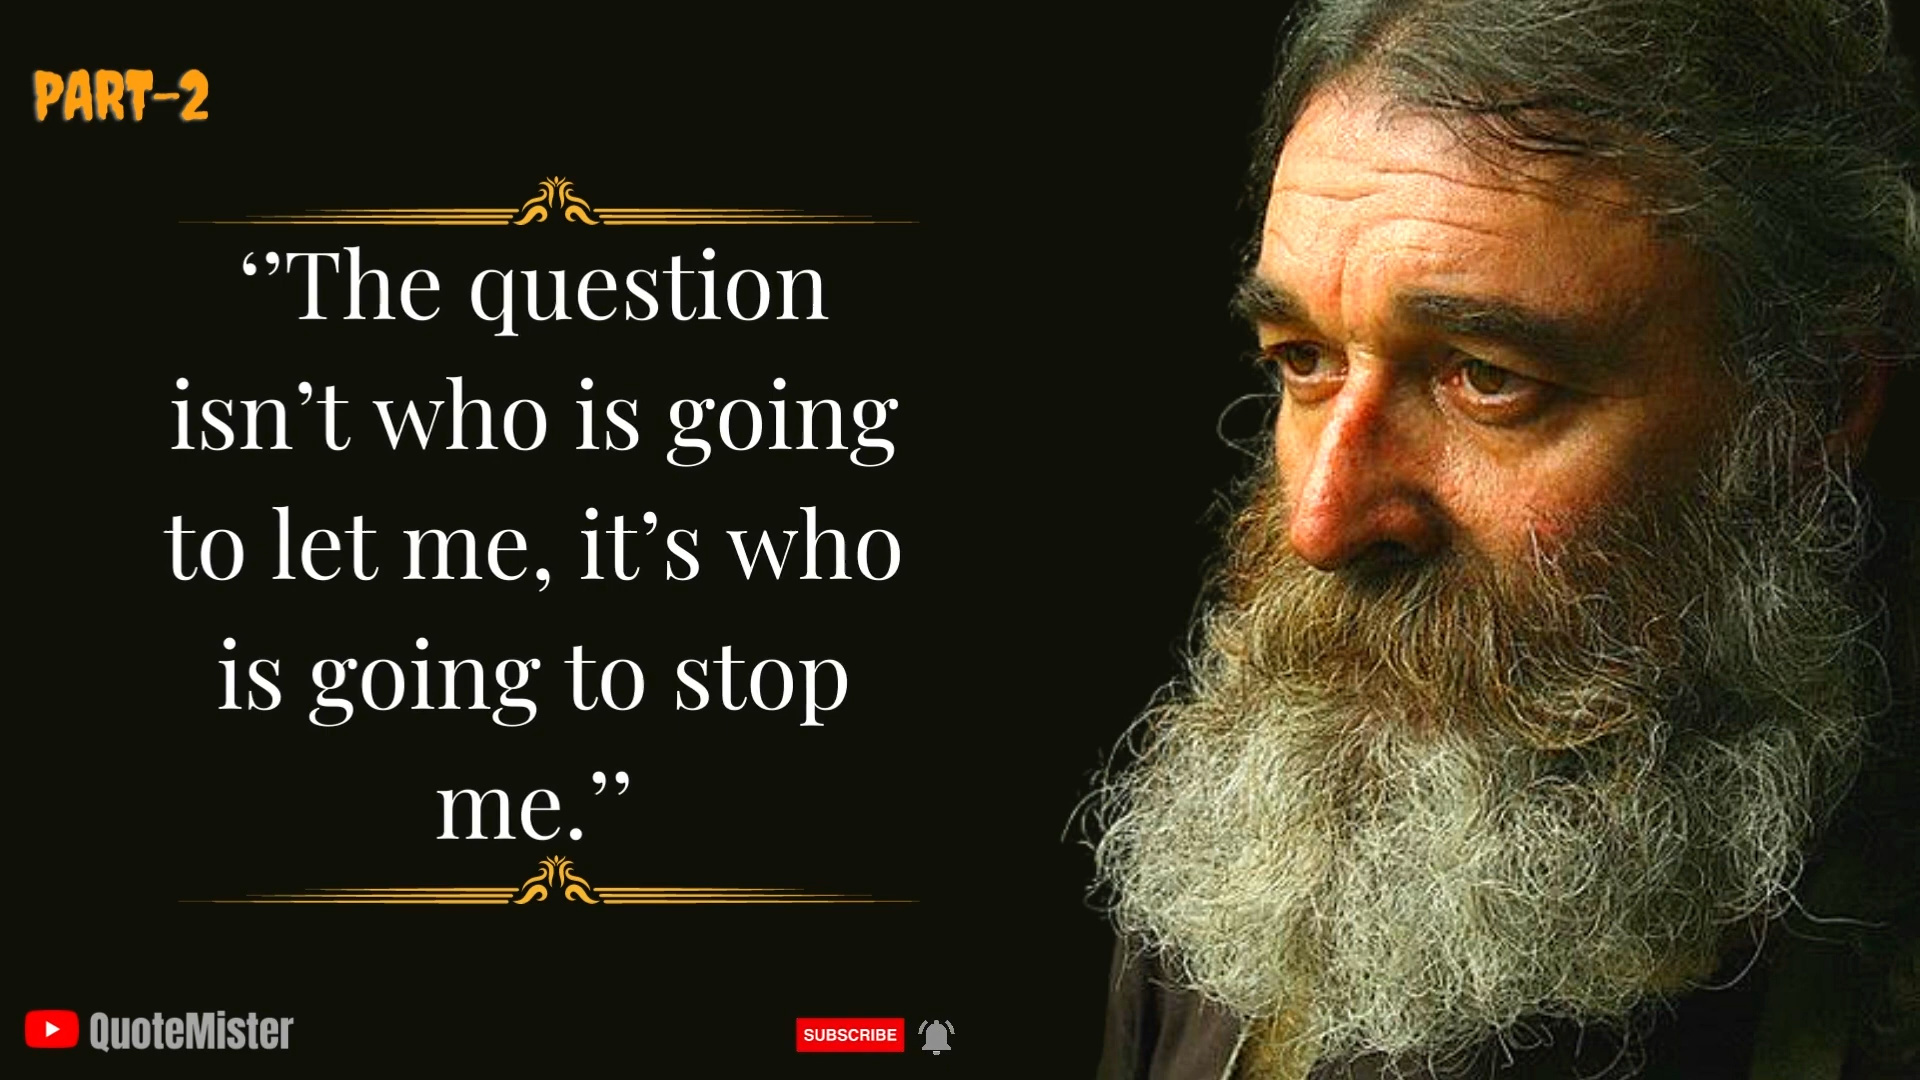 PART-2
‘’The question
isn’t who is going
to let me, it’s who
is going to stop
me.’’
QuoteMister
SUBSCRIBE